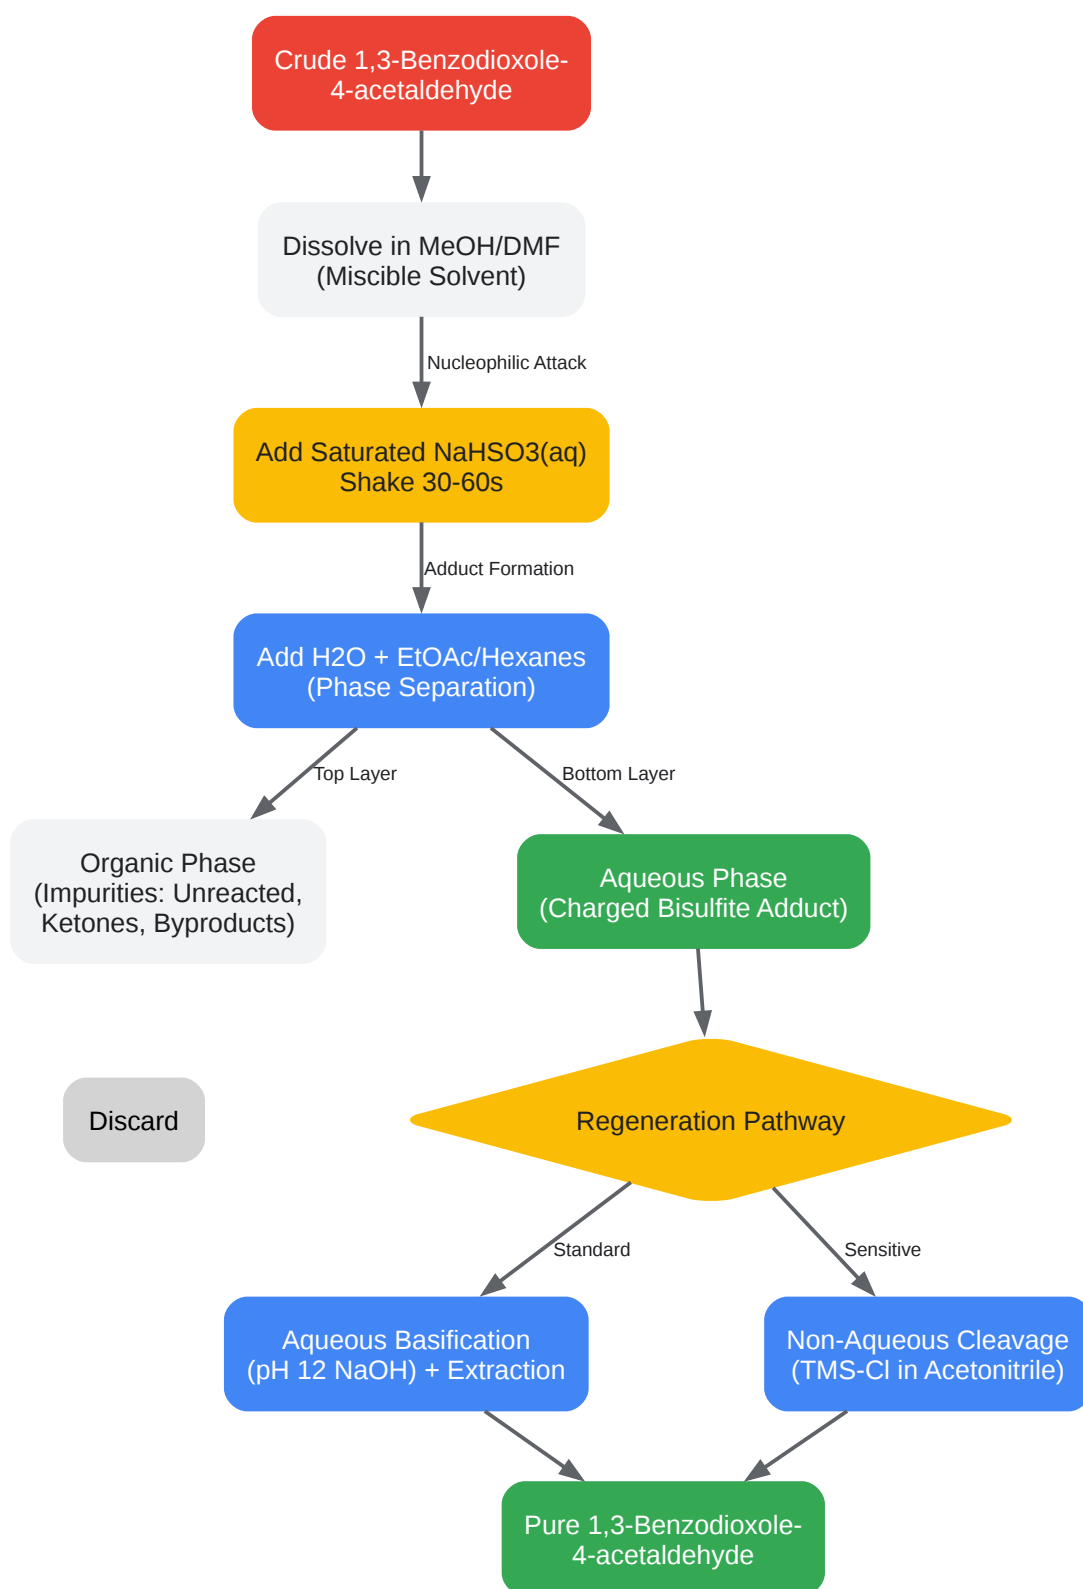 Crude 1,3-Benzodioxole-
4-acetaldehyde
Dissolve in MeOH/DMF
(Miscible Solvent)
Nucleophilic Attack
Add Saturated NaHSO3(aq)
Shake 30-60s
Adduct Formation
Add H2O + EtOAc/Hexanes
(Phase Separation)
Top Layer
Bottom Layer
Organic Phase
(Impurities: Unreacted,
Ketones, Byproducts)
Aqueous Phase
(Charged Bisulfite Adduct)
Discard
Regeneration Pathway
Standard
Sensitive
Aqueous Basification
(pH 12 NaOH) + Extraction
Non-Aqueous Cleavage
(TMS-Cl in Acetonitrile)
Pure 1,3-Benzodioxole-
4-acetaldehyde